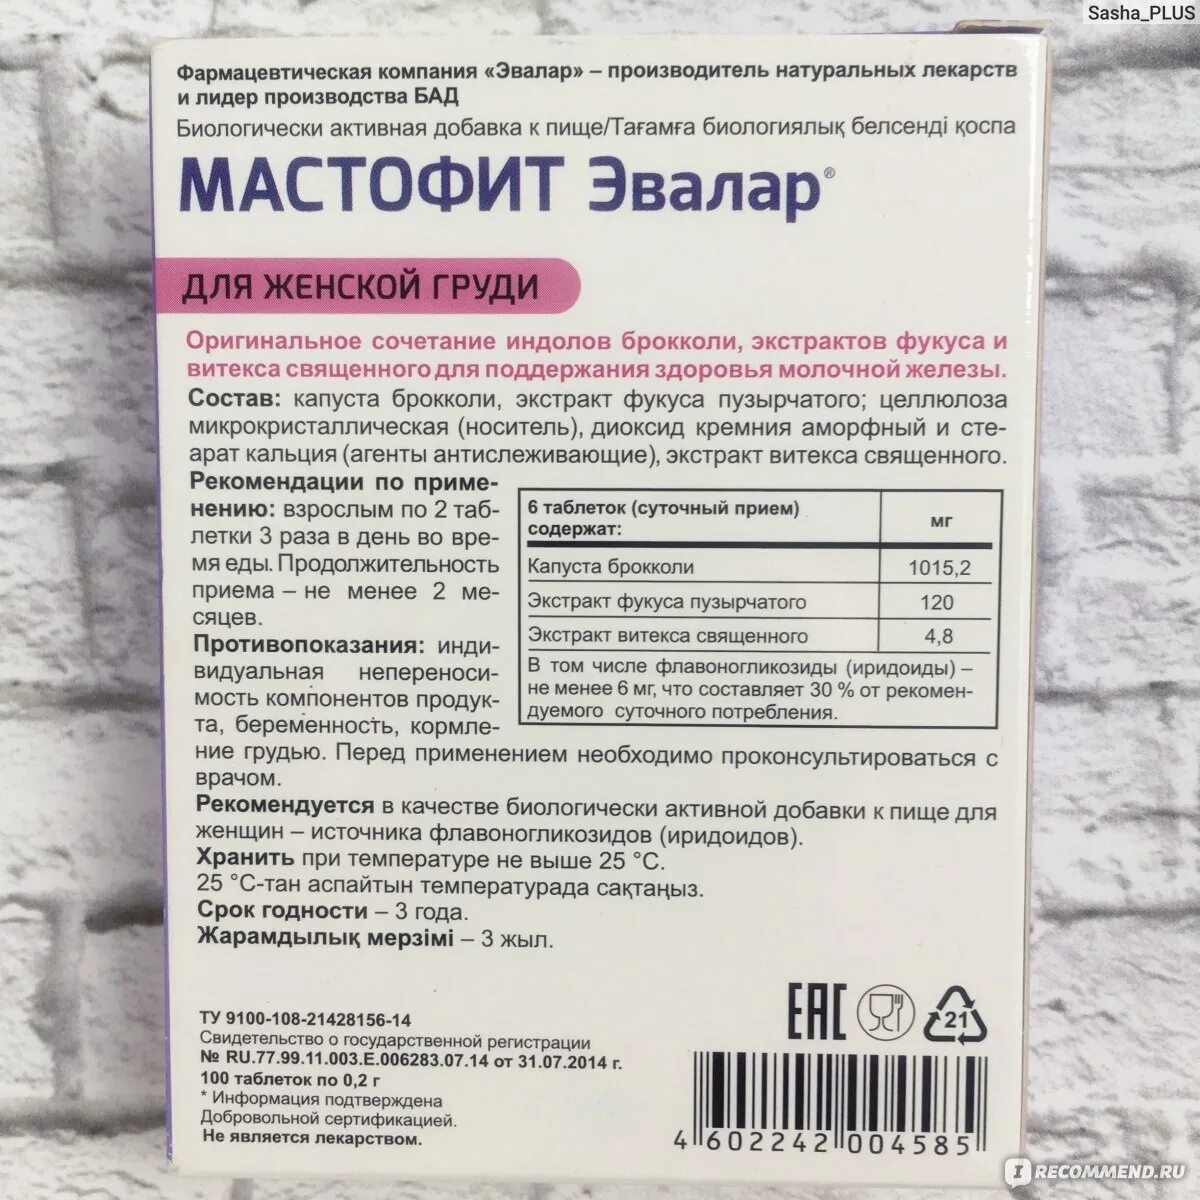 Sasha_PLUS
Фармацевтическая компания «Эвалар» – производитель натуральных лекарств
и лидер производства БАД
Биологически активная добавка к пище/Тағамға биологиялық белсенді қоспа
МАСТОФИТ Эвалар®
ДЛЯ ЖЕНСКОЙ ГРУДИ
Оригинальное сочетание индолов брокколи, экстрактов фукуса и
витекса священного для поддержания здоровья молочной железы.
Состав: капуста брокколи, экстракт фукуса пузырчатого; целлюлоза
микрокристаллическая (носитель), диоксид кремния аморфный и сте-
арат кальция (агенты антислеживающие), экстракт витекса священного.
Рекомендации по приме-
нению: взрослым по 2 таб-
летки 3 раза в день во вре-
мя еды. Продолжительность
приема – не менее 2 ме-
сяцев.
Противопоказания: инди-
видуальная непереноси-
мость компонентов продук-
та, беременность, кормле-
ние грудью. Перед применением необходимо проконсультироваться с
врачом.
6 таблеток (суточный прием)
содержат:
мг
Капуста брокколи 1015,2
Экстракт фукуса пузырчатого 120
Экстракт витекса священного 4,8
В том числе флавоногликозиды (иридоиды) –
не менее 6 мг, что составляет 30 % от рекомен-
дуемого суточного потребления.
Рекомендуется в качестве биологически активной добавки к пище для
женщин – источника флавоногликозидов (иридоидов).
Хранить при температуре не выше 25 °С.
25 °С-тан аспайтын температурада сақтаңыз.
Срок годности – 3 года.
Жарамдылық мерзімі – 3 жыл.
ТУ 9100-108-21428156-14
Свидетельство о государственной регистрации
№ RU.77.99.11.003.Е.006283.07.14 от 31.07.2014 г.
100 таблеток по 0,2 г
* Информация подтверждена
Добровольной сертификацией.
Не является лекарством.
EAC
21
4 602242 004585
IRECOMMEND.RU